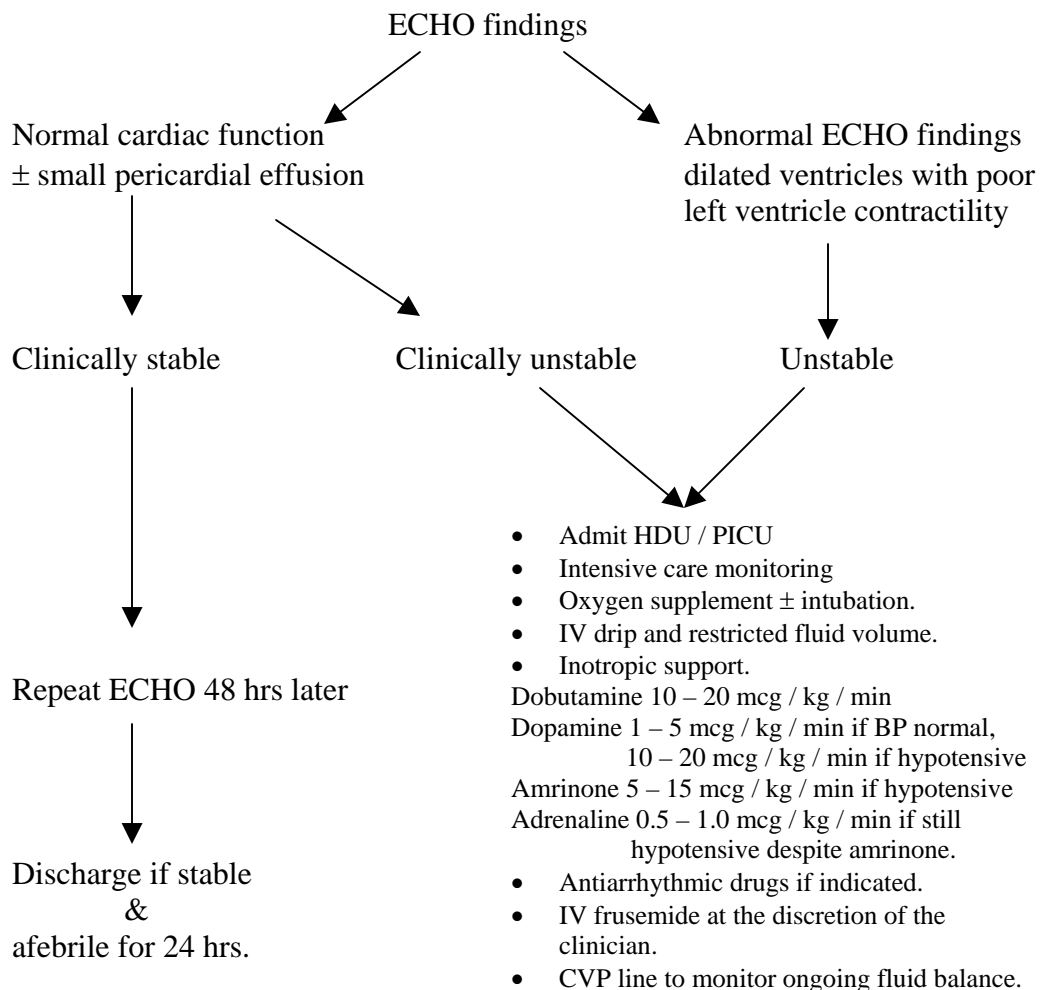 ECHO findings
Normal cardiac function
± small pericardial effusion
Abnormal ECHO findings
dilated ventricles with poor
left ventricle contractility
Clinically stable
Clinically unstable
Unstable
Repeat ECHO 48 hrs later
Discharge if stable
&
afebrile for 24 hrs.
• Admit HDU / PICU
• Intensive care monitoring
• Oxygen supplement ± intubation.
• IV drip and restricted fluid volume.
• Inotropic support.
Dobutamine 10 – 20 mcg / kg / min
Dopamine 1 – 5 mcg / kg / min if BP normal,
10 – 20 mcg / kg / min if hypotensive
Amrinone 5 – 15 mcg / kg / min if hypotensive
Adrenaline 0.5 – 1.0 mcg / kg / min if still
hypotensive despite amrinone.
• Antiarrhythmic drugs if indicated.
• IV frusemide at the discretion of the
clinician.
• CVP line to monitor ongoing fluid balance.